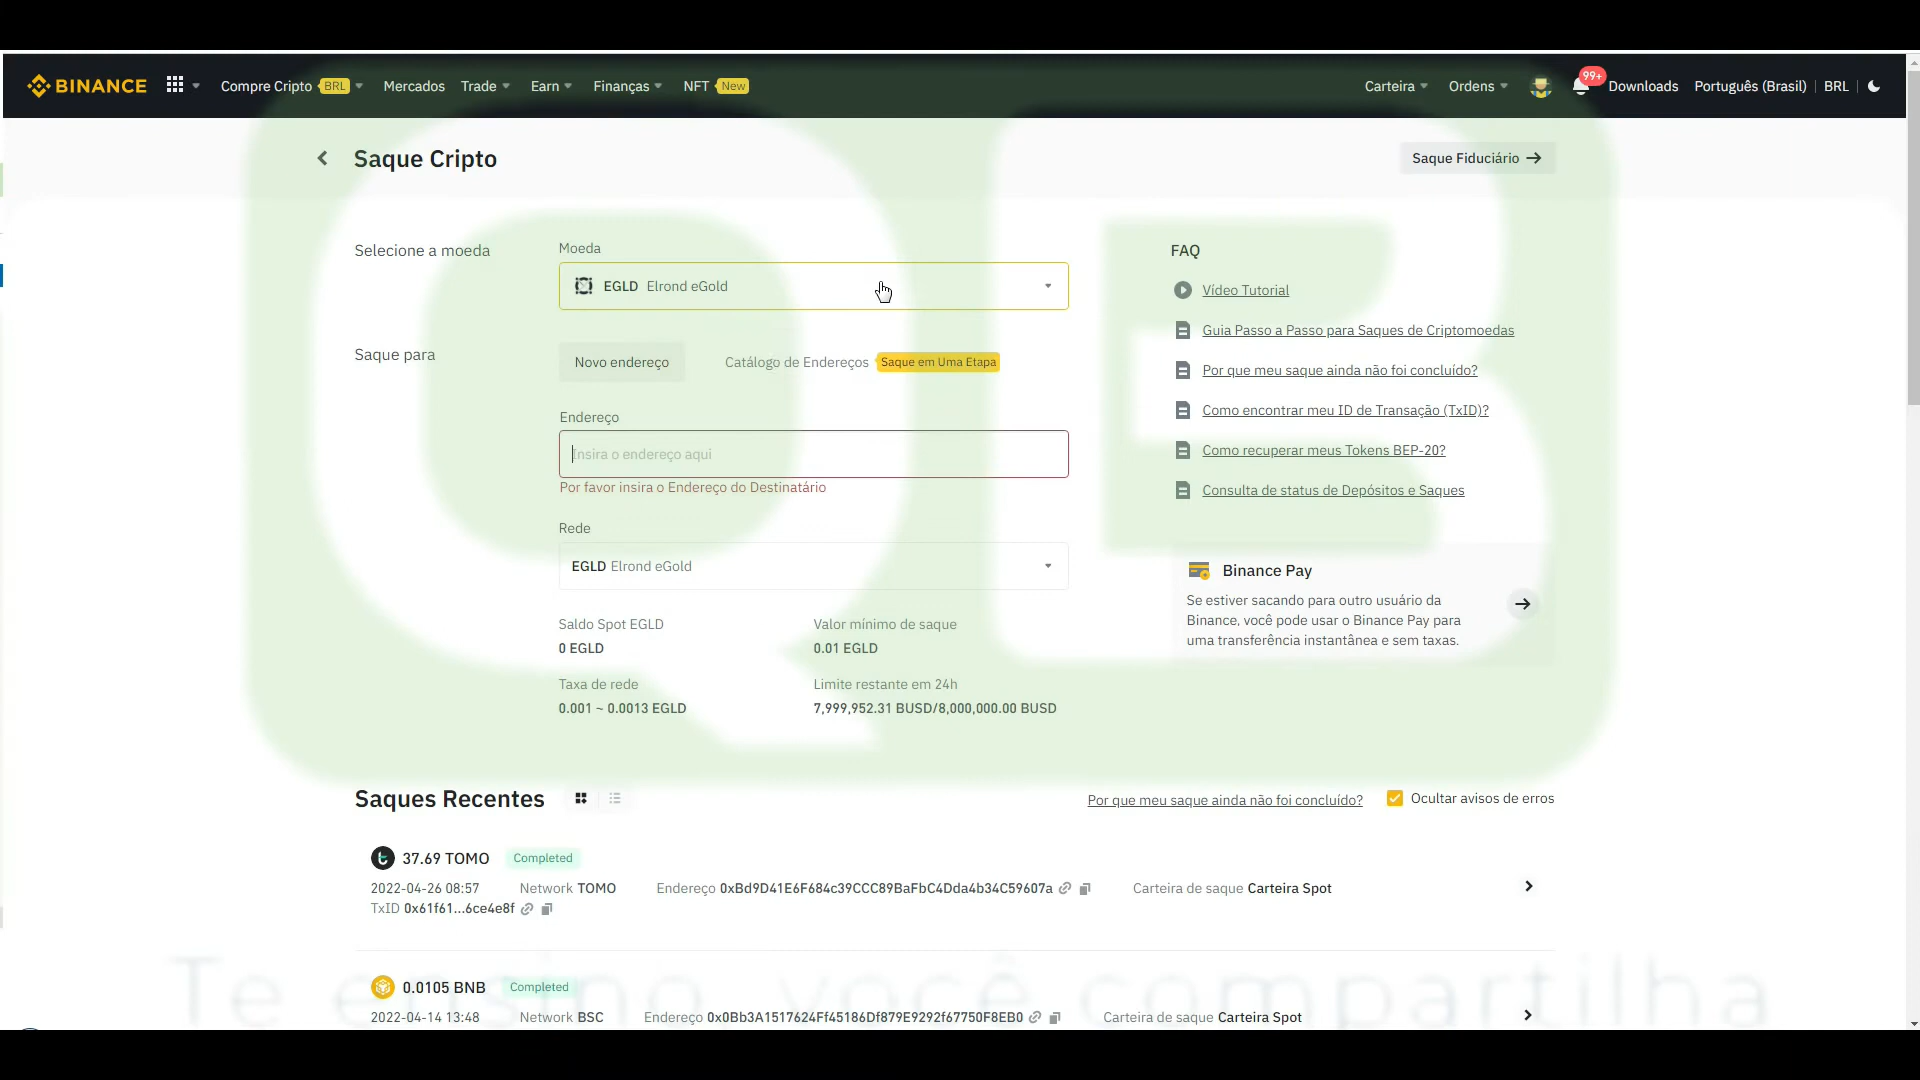 BINANCE
Compre Cripto BRL Mercados Trade Earn Finanças NFT New Carteira Ordens 99+ Downloads Português (Brasil) BRL
Saque Cripto
Saque Fiduciário
Selecione a moeda
Moeda
EGLD Elrond eGold
Saque para
Novo endereço Catálogo de Endereços Saque em Uma Etapa
Endereço
Insira o endereço aqui
Por favor insira o Endereço do Destinatário
Rede
EGLD Elrond eGold
Saldo Spot EGLD Valor mínimo de saque
0 EGLD 0.01 EGLD
Taxa de rede Limite restante em 24h
0.001 ~ 0.0013 EGLD 7,999,952.31 BUSD/8,000,000.00 BUSD
FAQ
Vídeo Tutorial
Guia Passo a Passo para Saques de Criptomoedas
Por que meu saque ainda não foi concluído?
Como encontrar meu ID de Transação (TxID)?
Como recuperar meus Tokens BEP-20?
Consulta de status de Depósitos e Saques
Binance Pay
Se estiver sacando para outro usuário da
Binance, você pode usar o Binance Pay para
uma transferência instantânea e sem taxas.
Saques Recentes Por que meu saque ainda não foi concluído? Ocultar avisos de erros
37.69 TOMO Completed
2022-04-26 08:57 Network TOMO Endereço 0xBd9D41E6F684c39CCC89BaFbC4Dda4b34C59607a Carteira de saque Carteira Spot
TxID 0x61f61...6ce4e8f
0.0105 BNB Completed
2022-04-14 13:48 Network BSC Endereço 0x0Bb3A1517624Ff45186Df879E9292f67750F8EB0 Carteira de saque Carteira Spot
Te ensino, você compartilha
QB